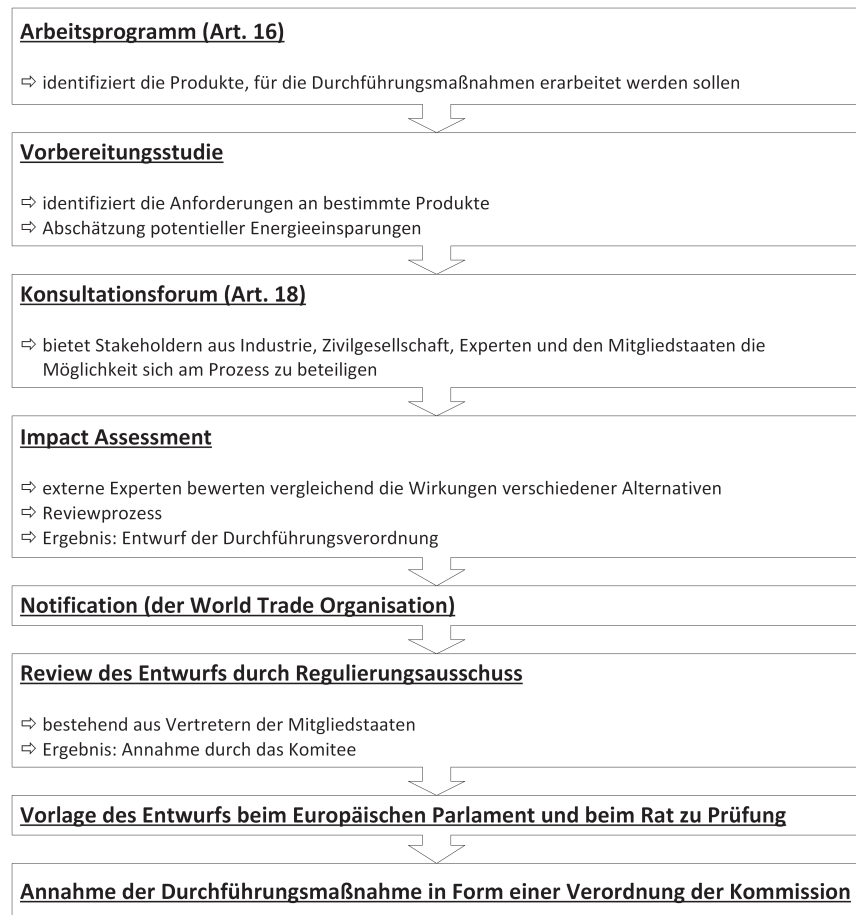 Arbeitsprogramm (Art. 16)
⇨ identifiziert die Produkte, für die Durchführungsmaßnahmen erarbeitet werden sollen
Vorbereitungsstudie
⇨ identifiziert die Anforderungen an bestimmte Produkte
⇨ Abschätzung potentieller Energieeinsparungen
Konsultationsforum (Art. 18)
⇨ bietet Stakeholdern aus Industrie, Zivilgesellschaft, Experten und den Mitgliedstaaten die
Möglichkeit sich am Prozess zu beteiligen
Impact Assessment
⇨ externe Experten bewerten vergleichend die Wirkungen verschiedener Alternativen
⇨ Reviewprozess
⇨ Ergebnis: Entwurf der Durchführungsverordnung
Notification (der World Trade Organisation)
Review des Entwurfs durch Regulierungsausschuss
⇨ bestehend aus Vertretern der Mitgliedstaaten
⇨ Ergebnis: Annahme durch das Komitee
Vorlage des Entwurfs beim Europäischen Parlament und beim Rat zu Prüfung
Annahme der Durchführungsmaßnahme in Form einer Verordnung der Kommission